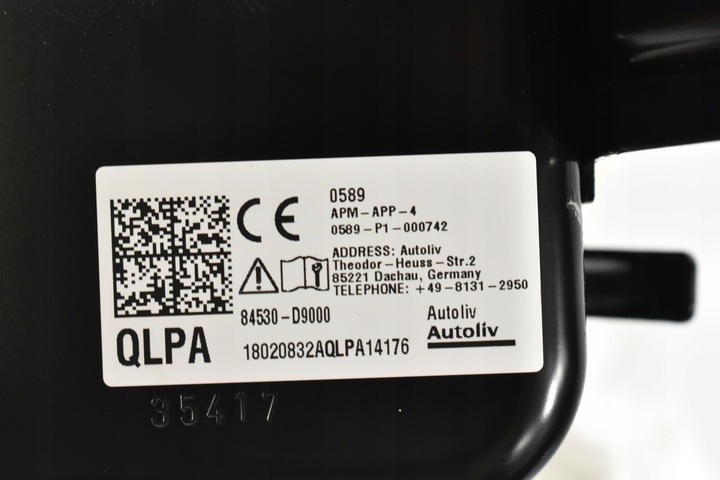 CE
0589
APM-APP-4
0589-P1-000742
ADDRESS: Autoliv
Theodor-Heuss-Str.2
85221 Dachau, Germany
TELEPHONE: +49-8131-2950
84530-D9000
Autoliv
QLPA
18020832AQLPA14176
Autoliv
35417